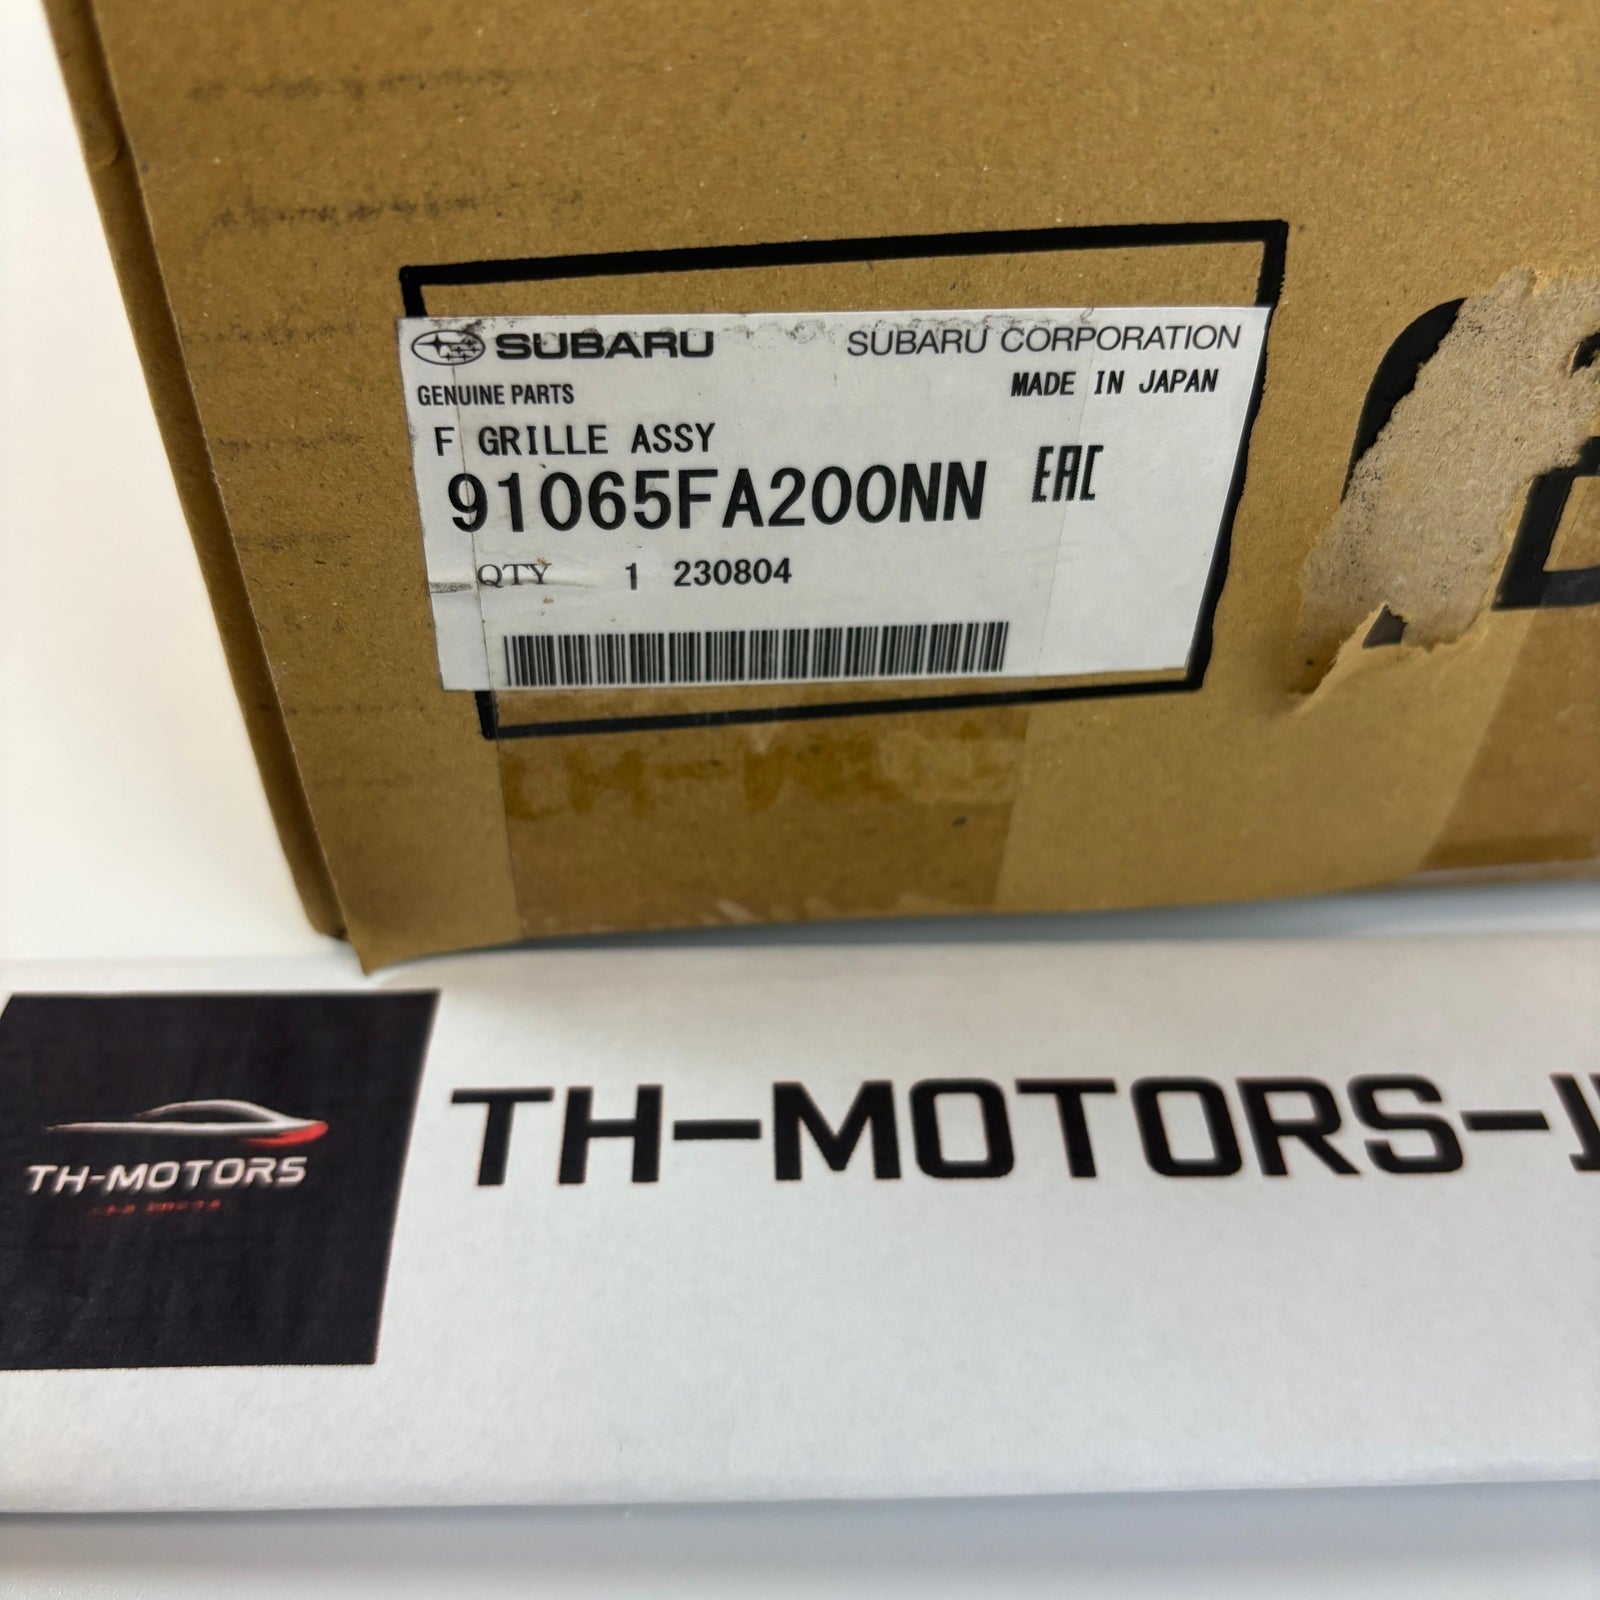 SUBARU SUBARU CORPORATION
GENUINE PARTS MADE IN JAPAN
F GRILLE ASSY
91065FA200NN EAC
QTY 1 230804
TH-MOTORS-J
TH-MOTORS